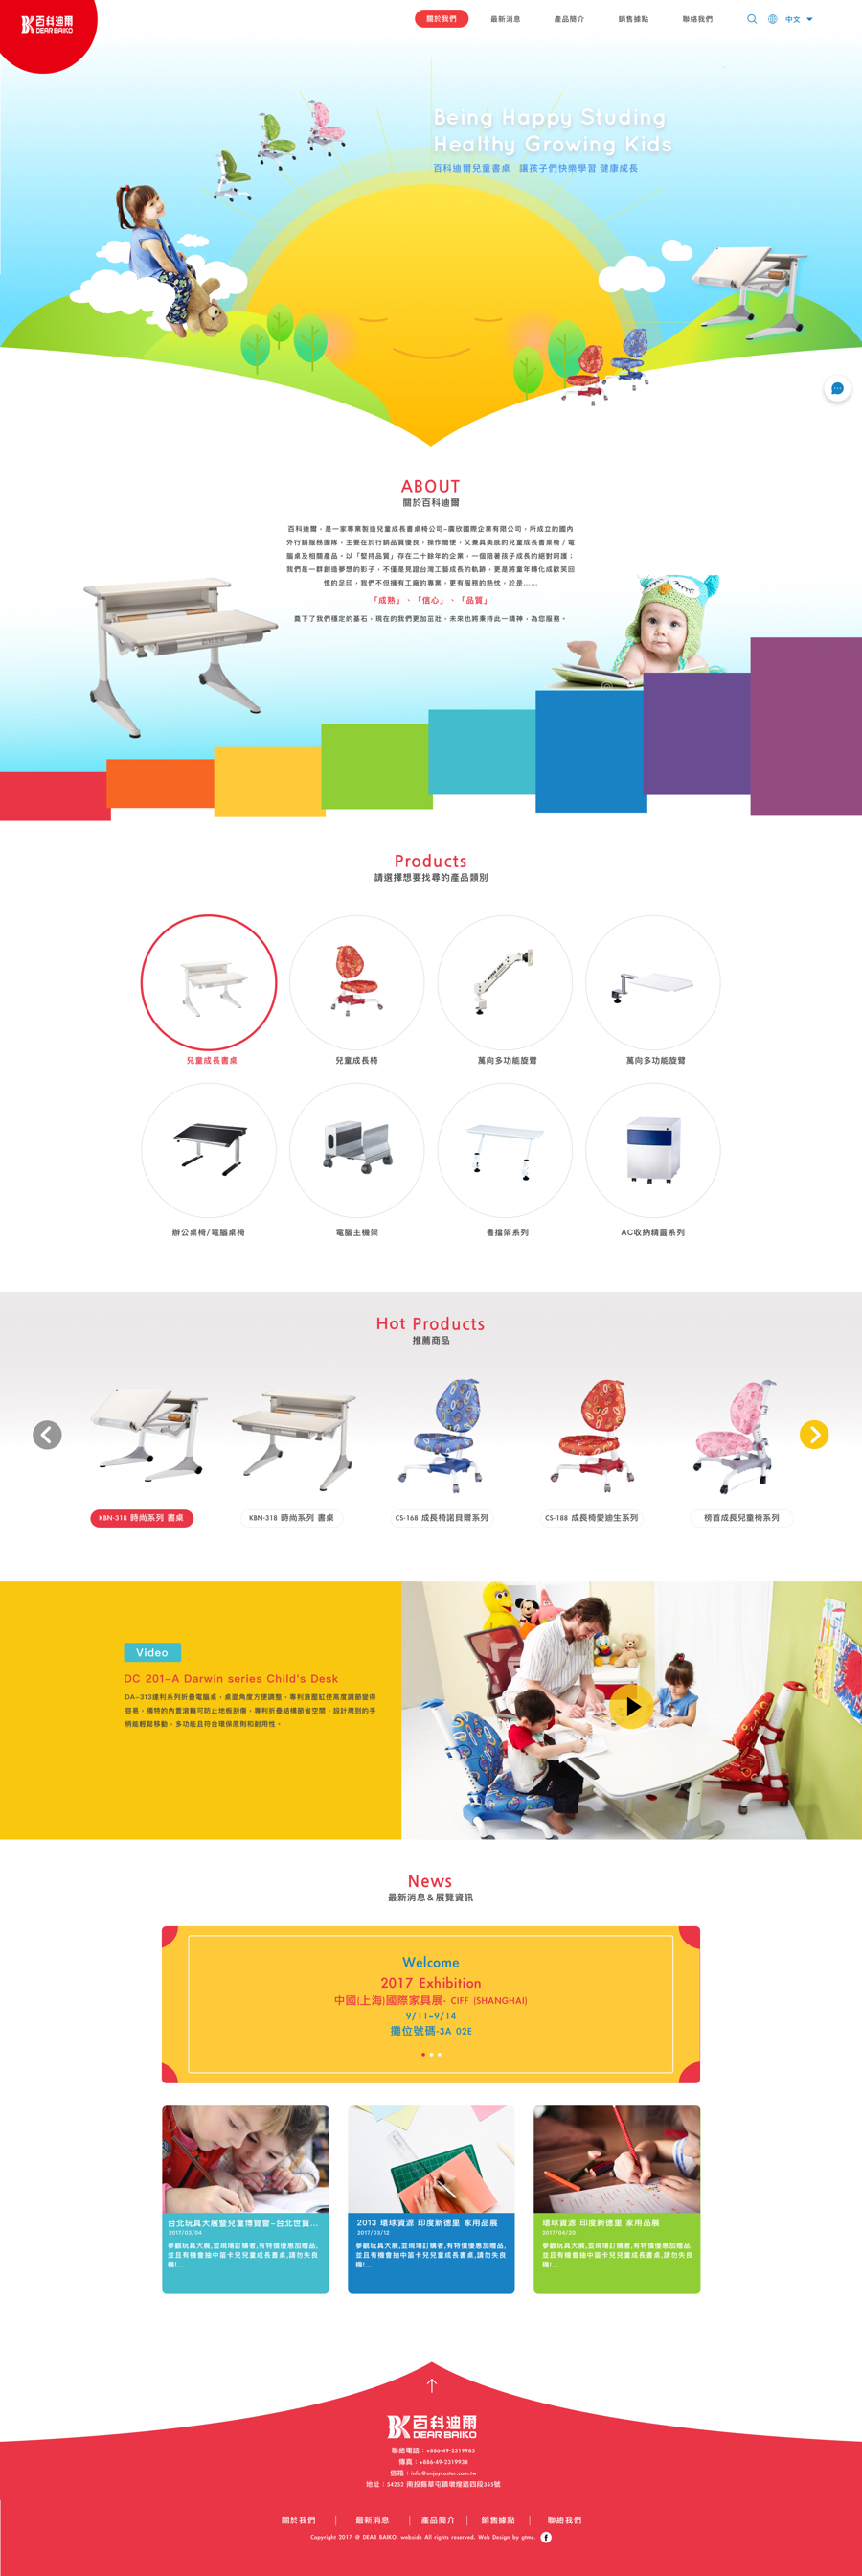 百科迪爾
DEAR BAIKO
關於我們
最新消息
產品簡介
銷售據點
聯絡我們
中文
Being Happy Studing
Healthy Growing Kids
百科迪爾兒童書桌 讓孩子們快樂學習 健康成長
ABOUT
關於百科迪爾
百科迪爾，是一家專業製造兒童成長書桌椅公司–廣欣國際企業有限公司，所成立的國內
外行銷服務團隊，主要在於行銷品質優良，操作簡便，又兼具美感的兒童成長書桌椅 / 電
腦桌及相關產品。以「堅持品質」存在二十餘年的企業，一個陪著孩子成長的絕對呵護；
我們是一群創造夢想的影子，不僅是見證台灣工藝成長的軌跡，更是將童年轉化成歡笑回
憶的足印，我們不但擁有工廠的專業，更有服務的熱忱，於是……
「成熟」、「信心」、「品質」
奠下了我們穩定的基石，現在的我們更加茁壯，未來也將秉持此一精神，為您服務。
Products
請選擇想要找尋的產品類別
兒童成長書桌
兒童成長椅
萬向多功能旋臂
萬向多功能旋臂
辦公桌椅/電腦桌椅
電腦主機架
書擋架系列
AC收納精靈系列
Hot Products
推薦商品
KBN-318 時尚系列 書桌
KBN-318 時尚系列 書桌
CS-168 成長椅諾貝爾系列
CS-188 成長椅愛迪生系列
榜首成長兒童椅系列
Video
DC 201–A Darwin series Child's Desk
DA–313達利系列折疊電腦桌，桌面角度方便調整，專利液壓缸使高度調節變得
容易，獨特的內置滾輪可防止地板刮傷，專利折疊結構節省空間，設計周到的手
柄能輕鬆移動，多功能且符合環保原則和耐用性。
News
最新消息＆展覽資訊
Welcome
2017 Exhibition
中國(上海)國際家具展- CIFF (SHANGHAI)
9/11~9/14
攤位號碼-3A 02E
台北玩具大展暨兒童博覽會–台北世貿...
2017/03/04
參觀玩具大展,並現場訂購者,有特價優惠加贈品,
並且有機會抽中笛卡兒兒童成長書桌,請勿失良
機!...
2013 環球資源 印度新德里 家用品展
2017/03/12
參觀玩具大展,並現場訂購者,有特價優惠加贈品,
並且有機會抽中笛卡兒兒童成長書桌,請勿失良
機!...
環球資源 印度新德里 家用品展
2017/04/20
參觀玩具大展,並現場訂購者,有特價優惠加贈品,
並且有機會抽中笛卡兒兒童成長書桌,請勿失良
機!...
百科迪爾
DEAR BAIKO
聯絡電話：+886-49-2319985
傳真：+886-49-2319938
信箱：info@enjoycaster.com.tw
地址：54252 南投縣草屯鎮環燈路四段355號
關於我們 | 最新消息 | 產品簡介 | 銷售據點 | 聯絡我們
Copyright 2017 @ DEAR BAIKO. webside All rights reserved. Web Design by gtmc.